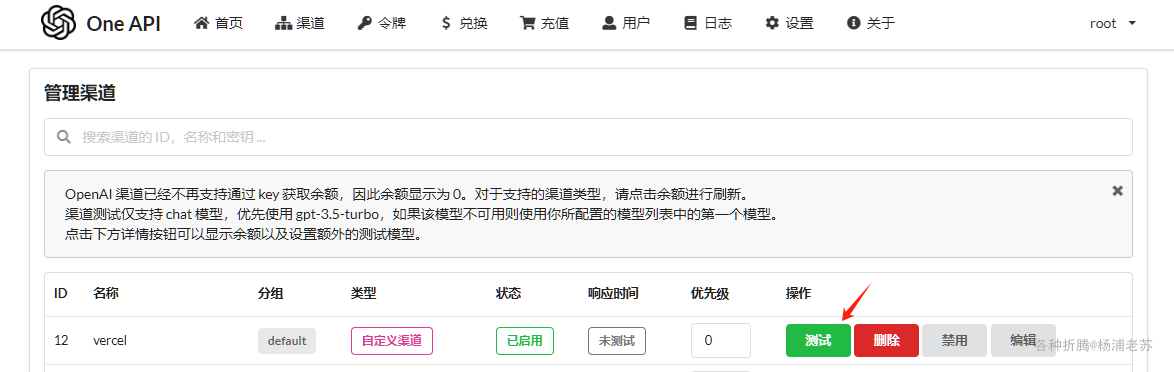 One API 首页 渠道 令牌 兑换 充值 用户 日志 设置 关于 root
管理渠道
搜索渠道的 ID，名称和密钥 ...
OpenAI 渠道已经不再支持通过 key 获取余额，因此余额显示为 0。对于支持的渠道类型，请点击余额进行刷新。
渠道测试仅支持 chat 模型，优先使用 gpt-3.5-turbo，如果该模型不可用则使用你所配置的模型列表中的第一个模型。
点击下方详情按钮可以显示余额以及设置额外的测试模型。
ID 名称 分组 类型 状态 响应时间 优先级 操作
12 vercel default 自定义渠道 已启用 未测试 0 测试 删除 禁用 编辑
各种折腾@杨浦老苏